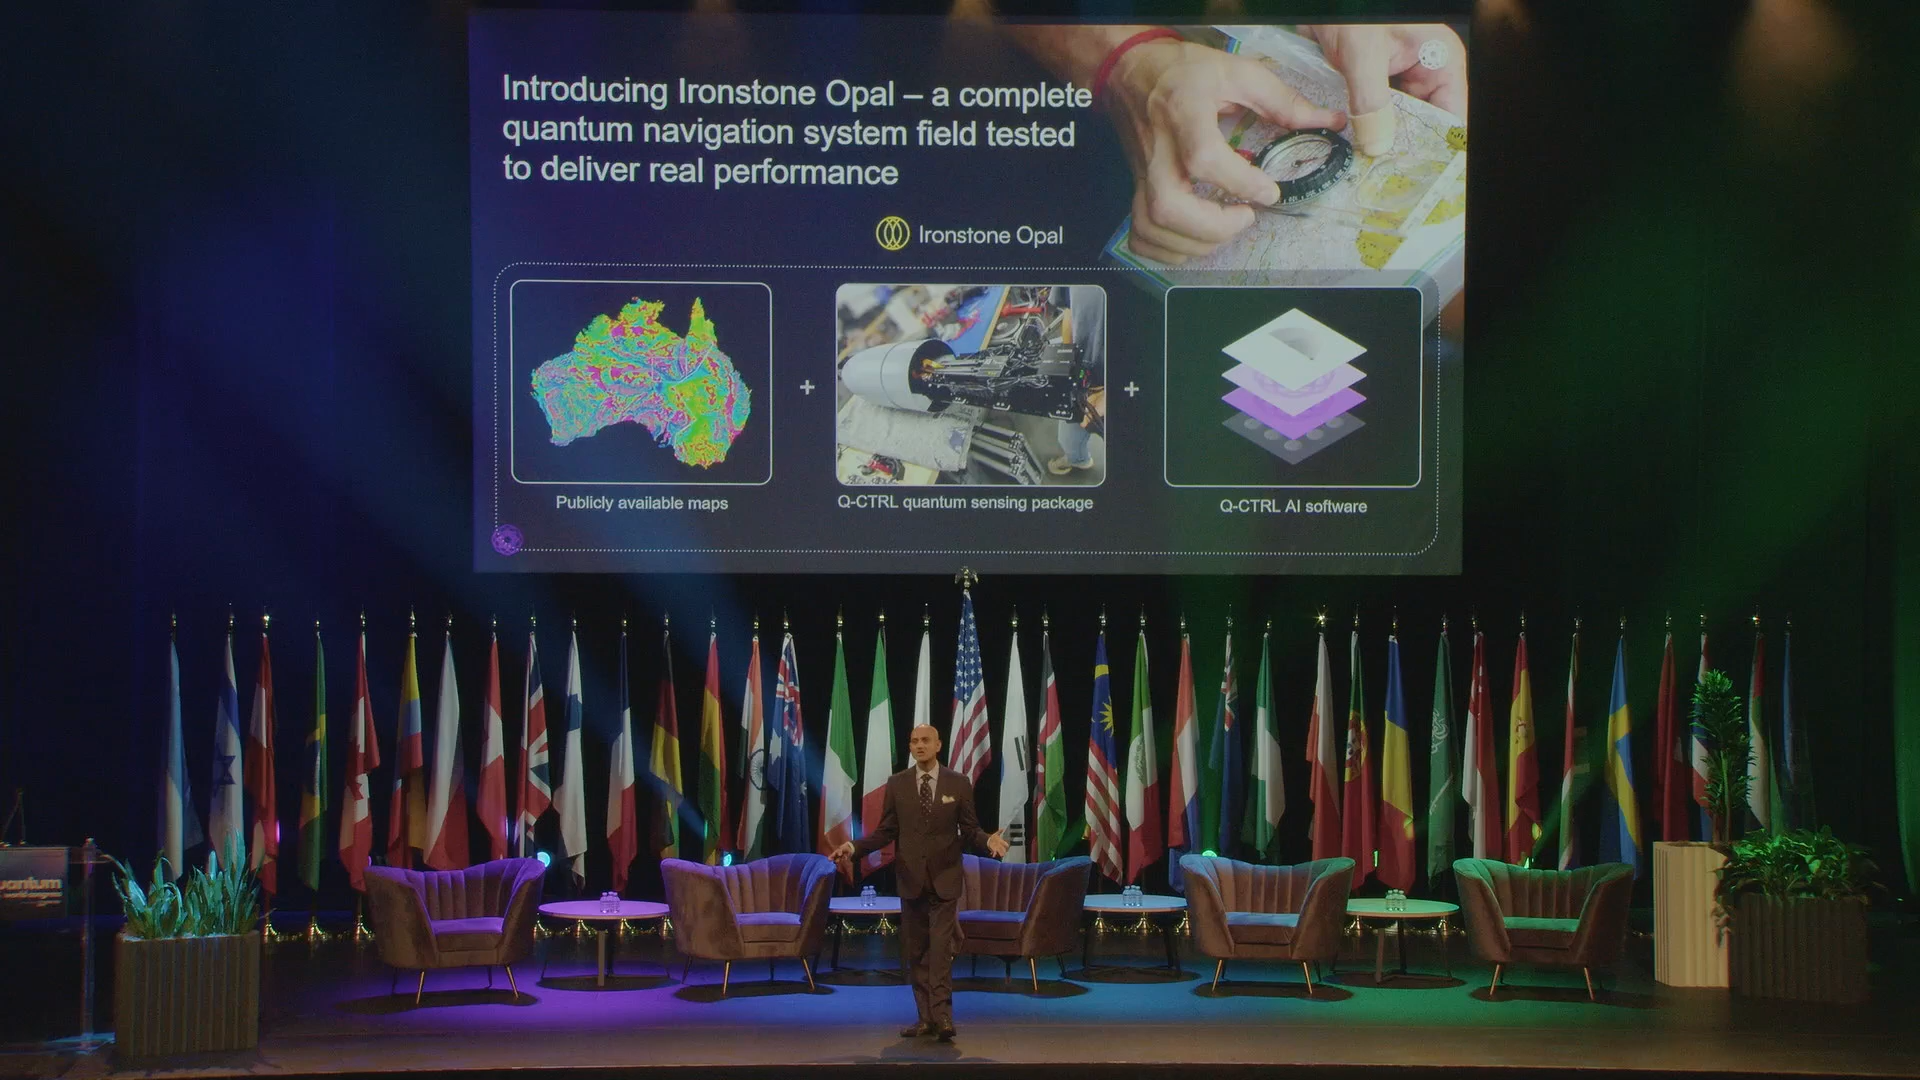 Introducing Ironstone Opal – a complete
quantum navigation system field tested
to deliver real performance
Ironstone Opal
+
+
Publicly available maps
Q-CTRL quantum sensing package
Q-CTRL AI software